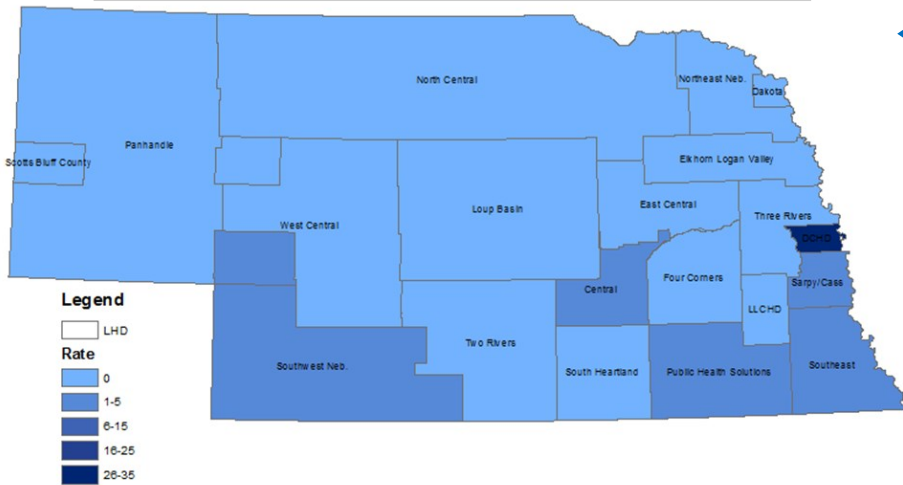 North Central
Northeast Neb.
Dakota
Panhandle
Scotts Bluff County
Elkhorn Logan Valley
Loup Basin
East Central
West Central
Three Rivers
DCHD
Four Corners
Central
Sarpy/Cass
LLCHD
Two Rivers
Southwest Neb.
South Heartland
Public Health Solutions
Southeast
Legend
LHD
Rate
0
1-5
6-15
16-25
26-35